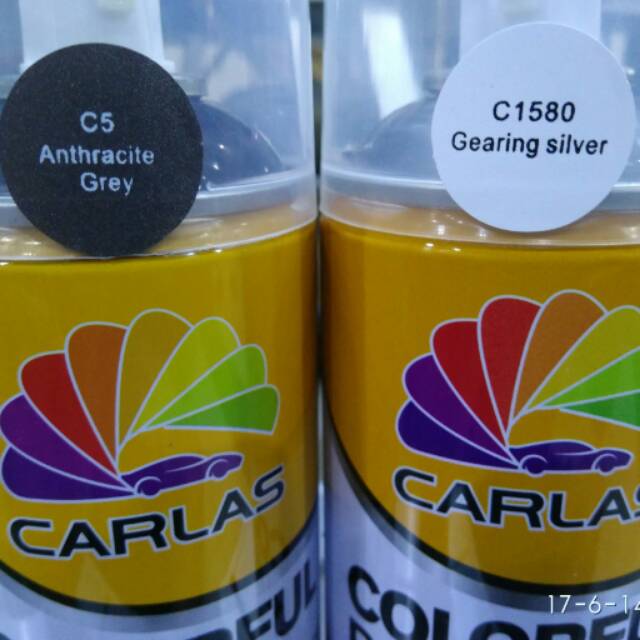 C5
Anthracite
Grey
C1580
Gearing silver
CARLAS
CARLAS
17-6-14